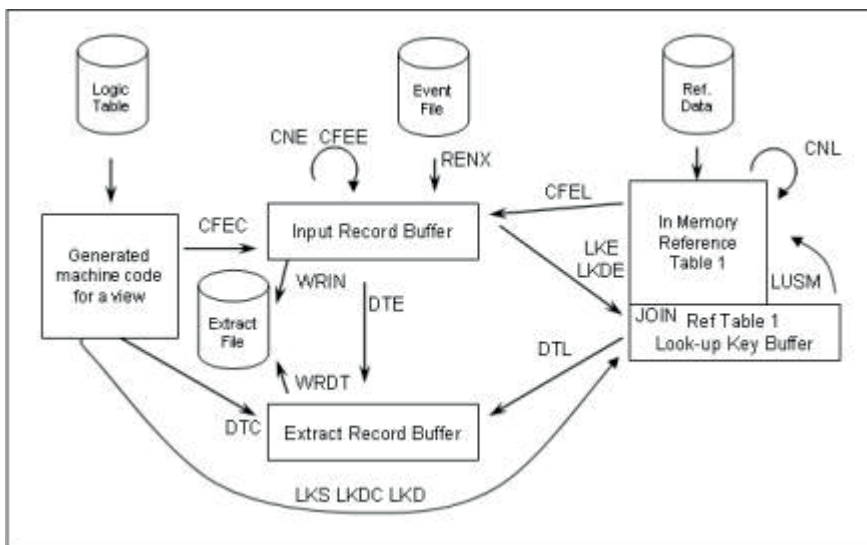 Logic
Table
Event
File
Ref.
Data
CNE CFEE
RENX
CNL
CFEL
CFEC
Input Record Buffer
In Memory
Reference
Table 1
Generated
machine code
for a view
LKE
LKDE
WRIN
LUSM
DTE
Extract
File
JOIN
Ref Table 1
Look-up Key Buffer
DTL
WRDT
DTC
Extract Record Buffer
LKS LKDC LKD